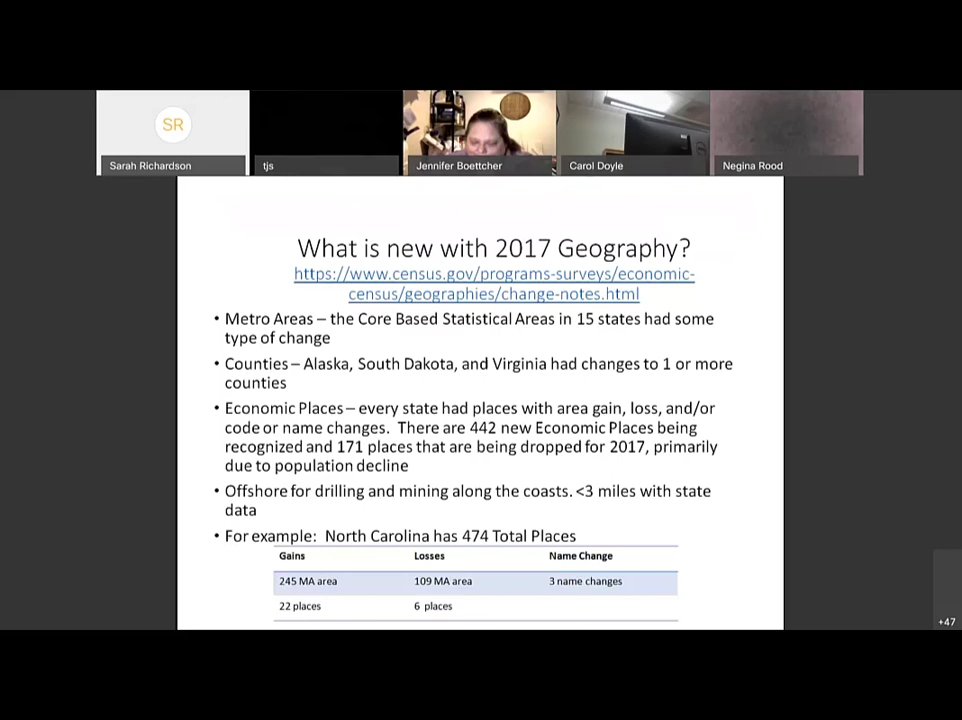 SR
Sarah Richardson
tjs
Jennifer Boettcher
Carol Doyle
Negina Rood
What is new with 2017 Geography?
https://www.census.gov/programs-surveys/economic-
census/geographies/change-notes.html
• Metro Areas – the Core Based Statistical Areas in 15 states had some
type of change
• Counties – Alaska, South Dakota, and Virginia had changes to 1 or more
counties
• Economic Places – every state had places with area gain, loss, and/or
code or name changes. There are 442 new Economic Places being
recognized and 171 places that are being dropped for 2017, primarily
due to population decline
• Offshore for drilling and mining along the coasts. <3 miles with state
data
• For example: North Carolina has 474 Total Places
Gains Losses Name Change
245 MA area 109 MA area 3 name changes
22 places 6 places
+47